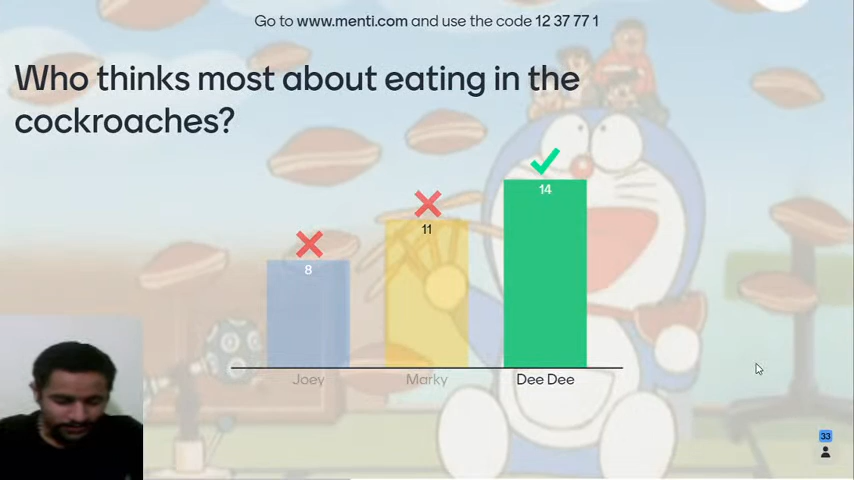 Go to www.menti.com and use the code 12 37 77 1
Who thinks most about eating in the
cockroaches?
14
11
8
Joey Marky Dee Dee
33